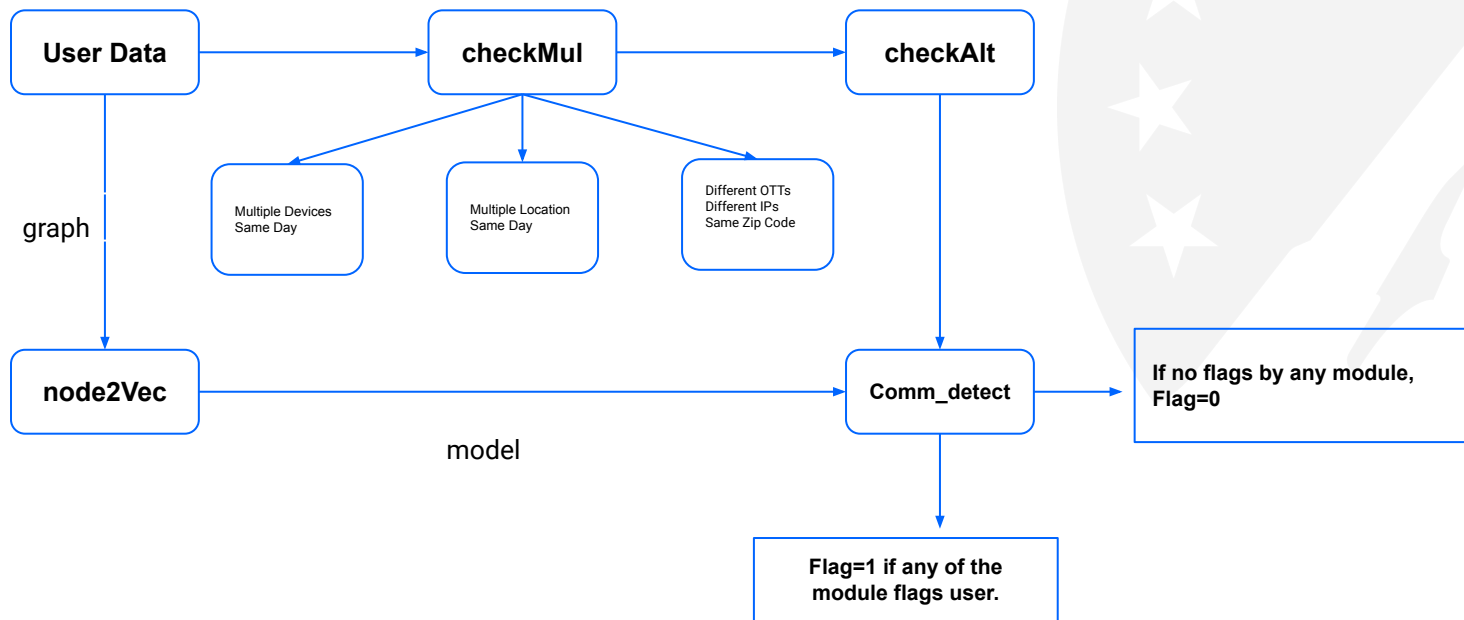 User Data
checkMul
checkAlt
Multiple Devices
Same Day
Multiple Location
Same Day
Different OTTs
Different IPs
Same Zip Code
graph
node2Vec
model
Comm_detect
If no flags by any module,
Flag=0
Flag=1 if any of the
module flags user.